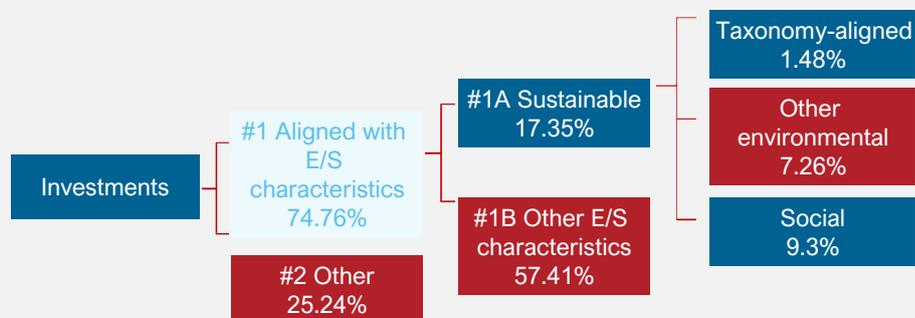 Investments
#1 Aligned with
E/S
characteristics
74.76%
#2 Other
25.24%
#1A Sustainable
17.35%
#1B Other E/S
characteristics
57.41%
Taxonomy-aligned
1.48%
Other
environmental
7.26%
Social
9.3%